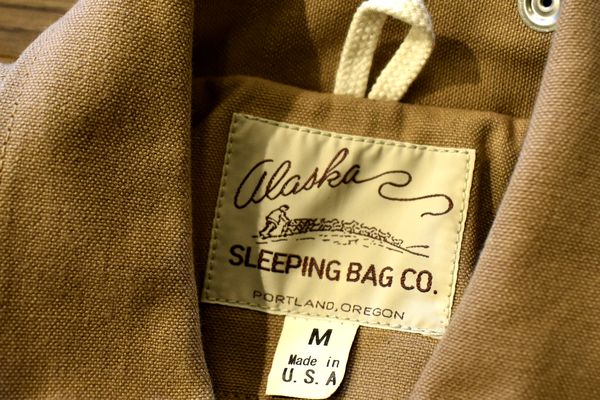 Alaska
SLEEPING BAG CO.
PORTLAND, OREGON
M
Made in
U.S.A